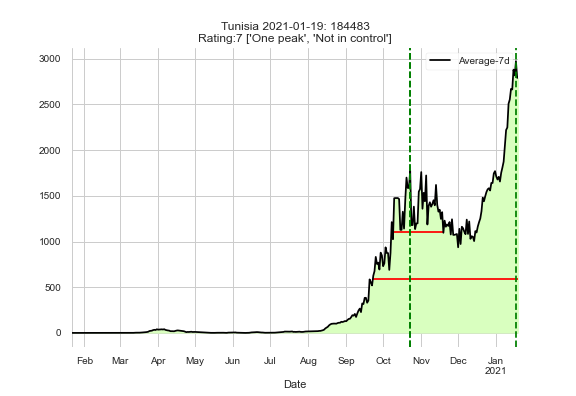 Tunisia 2021-01-19: 184483
Rating:7 ['One peak', 'Not in control']
Average-7d
3000
2500
2000
1500
1000
500
0
Feb Mar Apr May Jun Jul Aug Sep Oct Nov Dec Jan
2021
Date